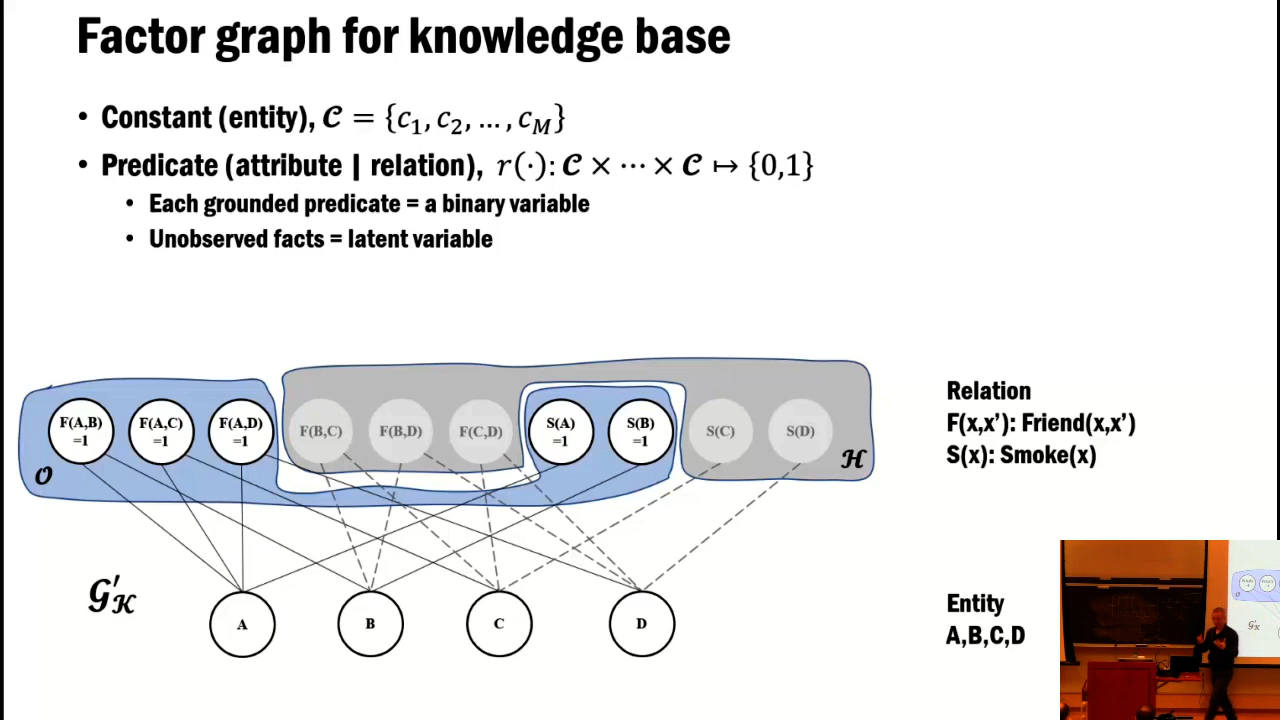 Factor graph for knowledge base
• Constant (entity), 𝓒 = {c₁, c₂, ..., c_M}
• Predicate (attribute | relation), r(·): 𝓒 × ⋯ × 𝓒 ↦ {0,1}
• Each grounded predicate = a binary variable
• Unobserved facts = latent variable
F(A,B) =1
F(A,C) =1
F(A,D) =1
F(B,C)
F(B,D)
F(C,D)
S(A) =1
S(B) =1
S(C)
S(D)
𝒪
ℋ
Relation
F(x,x’): Friend(x,x’)
S(x): Smoke(x)
𝒢′_𝒦
A
B
C
D
Entity
A,B,C,D